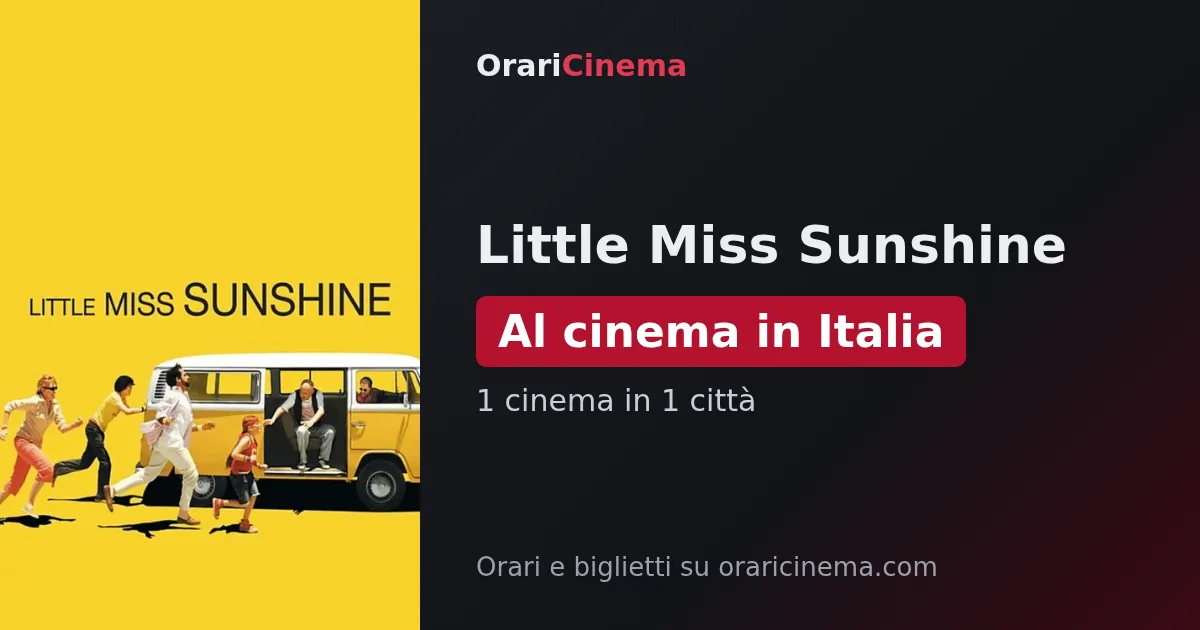 LITTLE MISS SUNSHINE
OrariCinema
Little Miss Sunshine
Al cinema in Italia
1 cinema in 1 città
Orari e biglietti su oraricinema.com